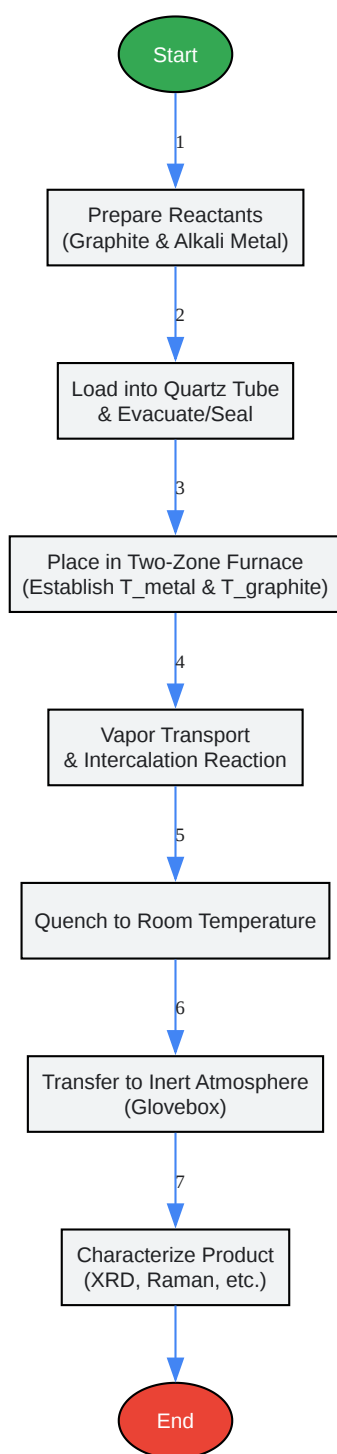 Start
1
Prepare Reactants
(Graphite & Alkali Metal)
2
Load into Quartz Tube
& Evacuate/Seal
3
Place in Two-Zone Furnace
(Establish T_metal & T_graphite)
4
Vapor Transport
& Intercalation Reaction
5
Quench to Room Temperature
6
Transfer to Inert Atmosphere
(Glovebox)
7
Characterize Product
(XRD, Raman, etc.)
End